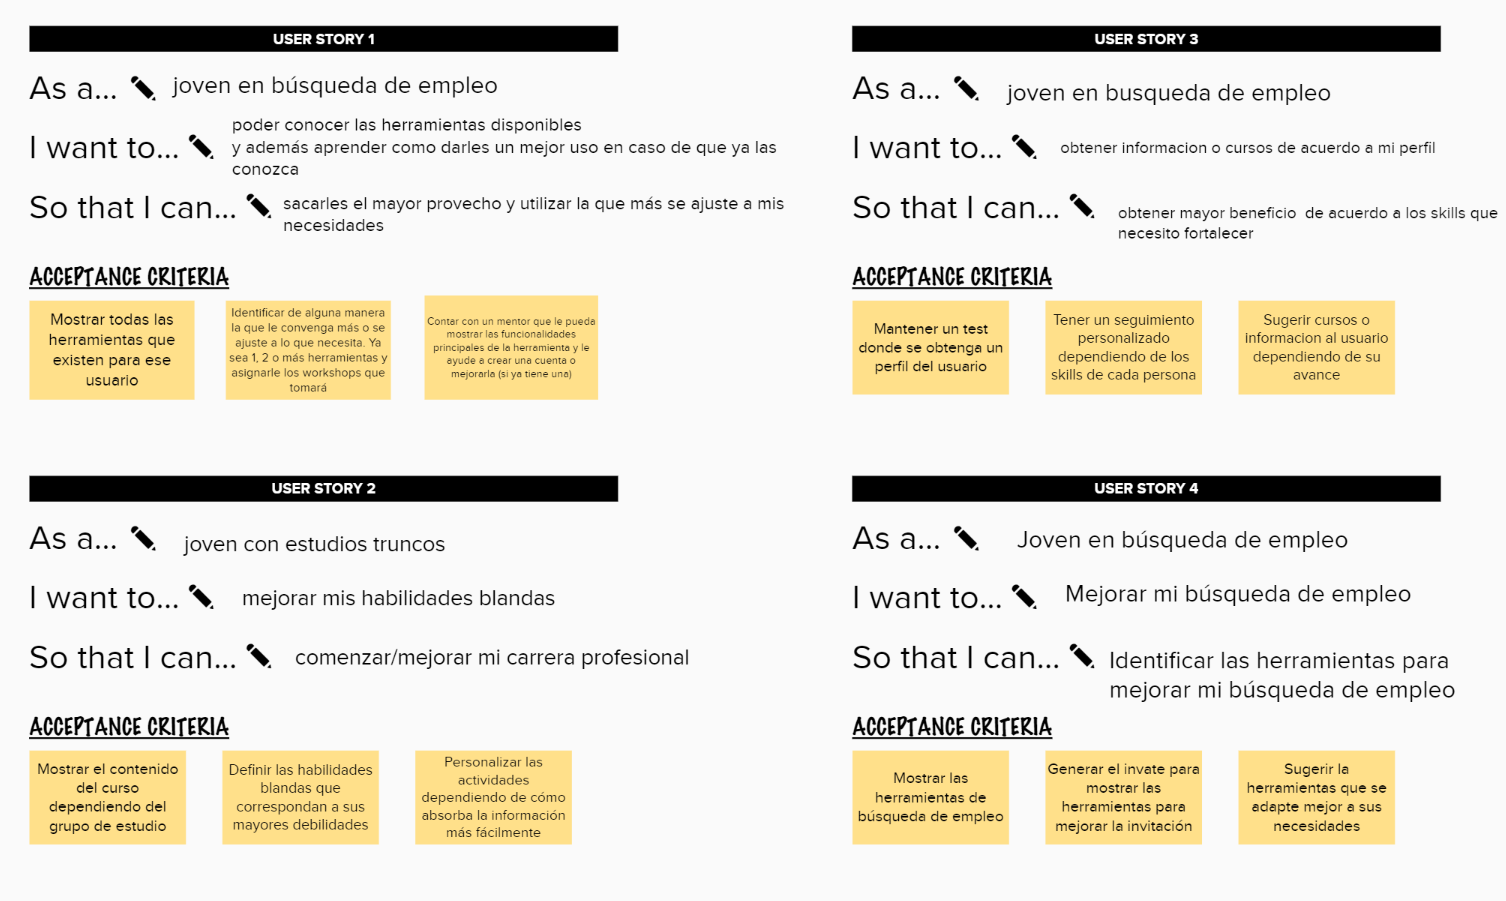 USER STORY 1
As a...
joven en búsqueda de empleo
I want to...
poder conocer las herramientas disponibles
y además aprender como darles un mejor uso en caso de que ya las
conozca
So that I can...
sacarles el mayor provecho y utilizar la que más se ajuste a mis
necesidades
ACCEPTANCE CRITERIA
Mostrar todas las
herramientas que
existen para ese
usuario
Identificar de alguna manera
la que le convenga más o se
ajuste a lo que necesita. Ya
sea 1, 2 o más herramientas y
asignarle los workshops que
tomará
Contar con un mentor que le pueda
mostrar las funcionalidades
principales de la herramienta y le
ayude a crear una cuenta o
mejorarla (si ya tiene una)
USER STORY 3
As a...
joven en busqueda de empleo
I want to...
obtener informacion o cursos de acuerdo a mi perfil
So that I can...
obtener mayor beneficio  de acuerdo a los skills que
necesito fortalecer
ACCEPTANCE CRITERIA
Mantener un test
donde se obtenga un
perfil del usuario
Tener un seguimiento
personalizado
dependiendo de los
skills de cada persona
Sugerir cursos o
informacion al usuario
dependiendo de su
avance
USER STORY 2
As a...
joven con estudios truncos
I want to...
mejorar mis habilidades blandas
So that I can...
comenzar/mejorar mi carrera profesional
ACCEPTANCE CRITERIA
Mostrar el contenido
del curso
dependiendo del
grupo de estudio
Definir las habilidades
blandas que
correspondan a sus
mayores debilidades
Personalizar las
actividades
dependiendo de cómo
absorba la información
más fácilmente
USER STORY 4
As a...
Joven en búsqueda de empleo
I want to...
Mejorar mi búsqueda de empleo
So that I can...
Identificar las herramientas para
mejorar mi búsqueda de empleo
ACCEPTANCE CRITERIA
Mostrar las
herramientas de
búsqueda de empleo
Generar el invate para
mostrar las
herramientas para
mejorar la invitación
Sugerir la
herramientas que se
adapte mejor a sus
necesidades